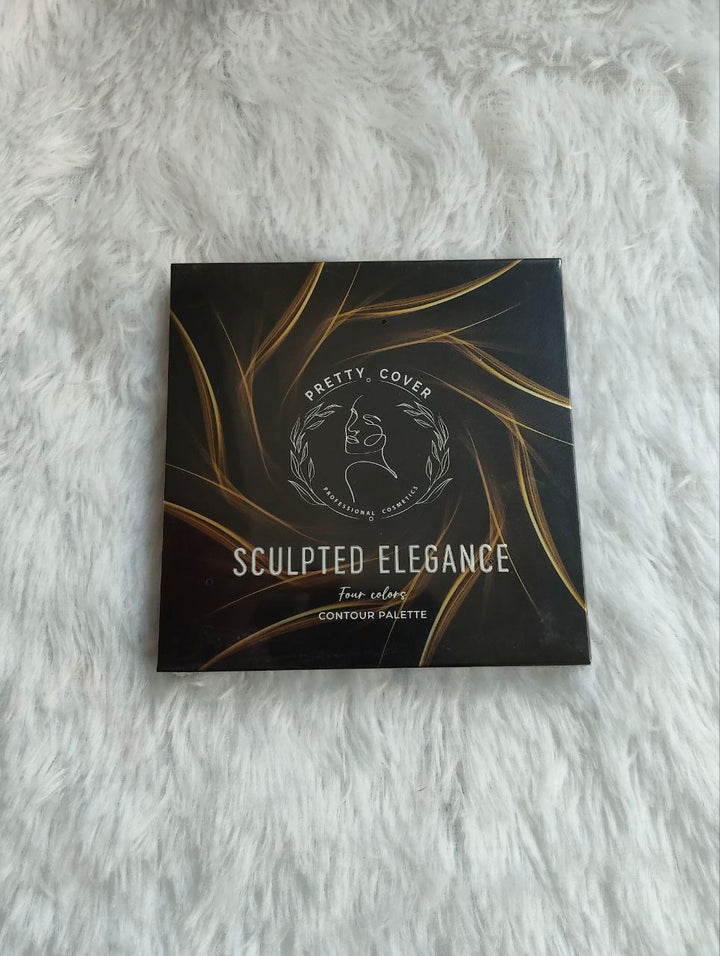 PRETTY COVER
PROFESSIONAL COSMETICS
SCULPTED ELEGANCE
Four colors
CONTOUR PALETTE